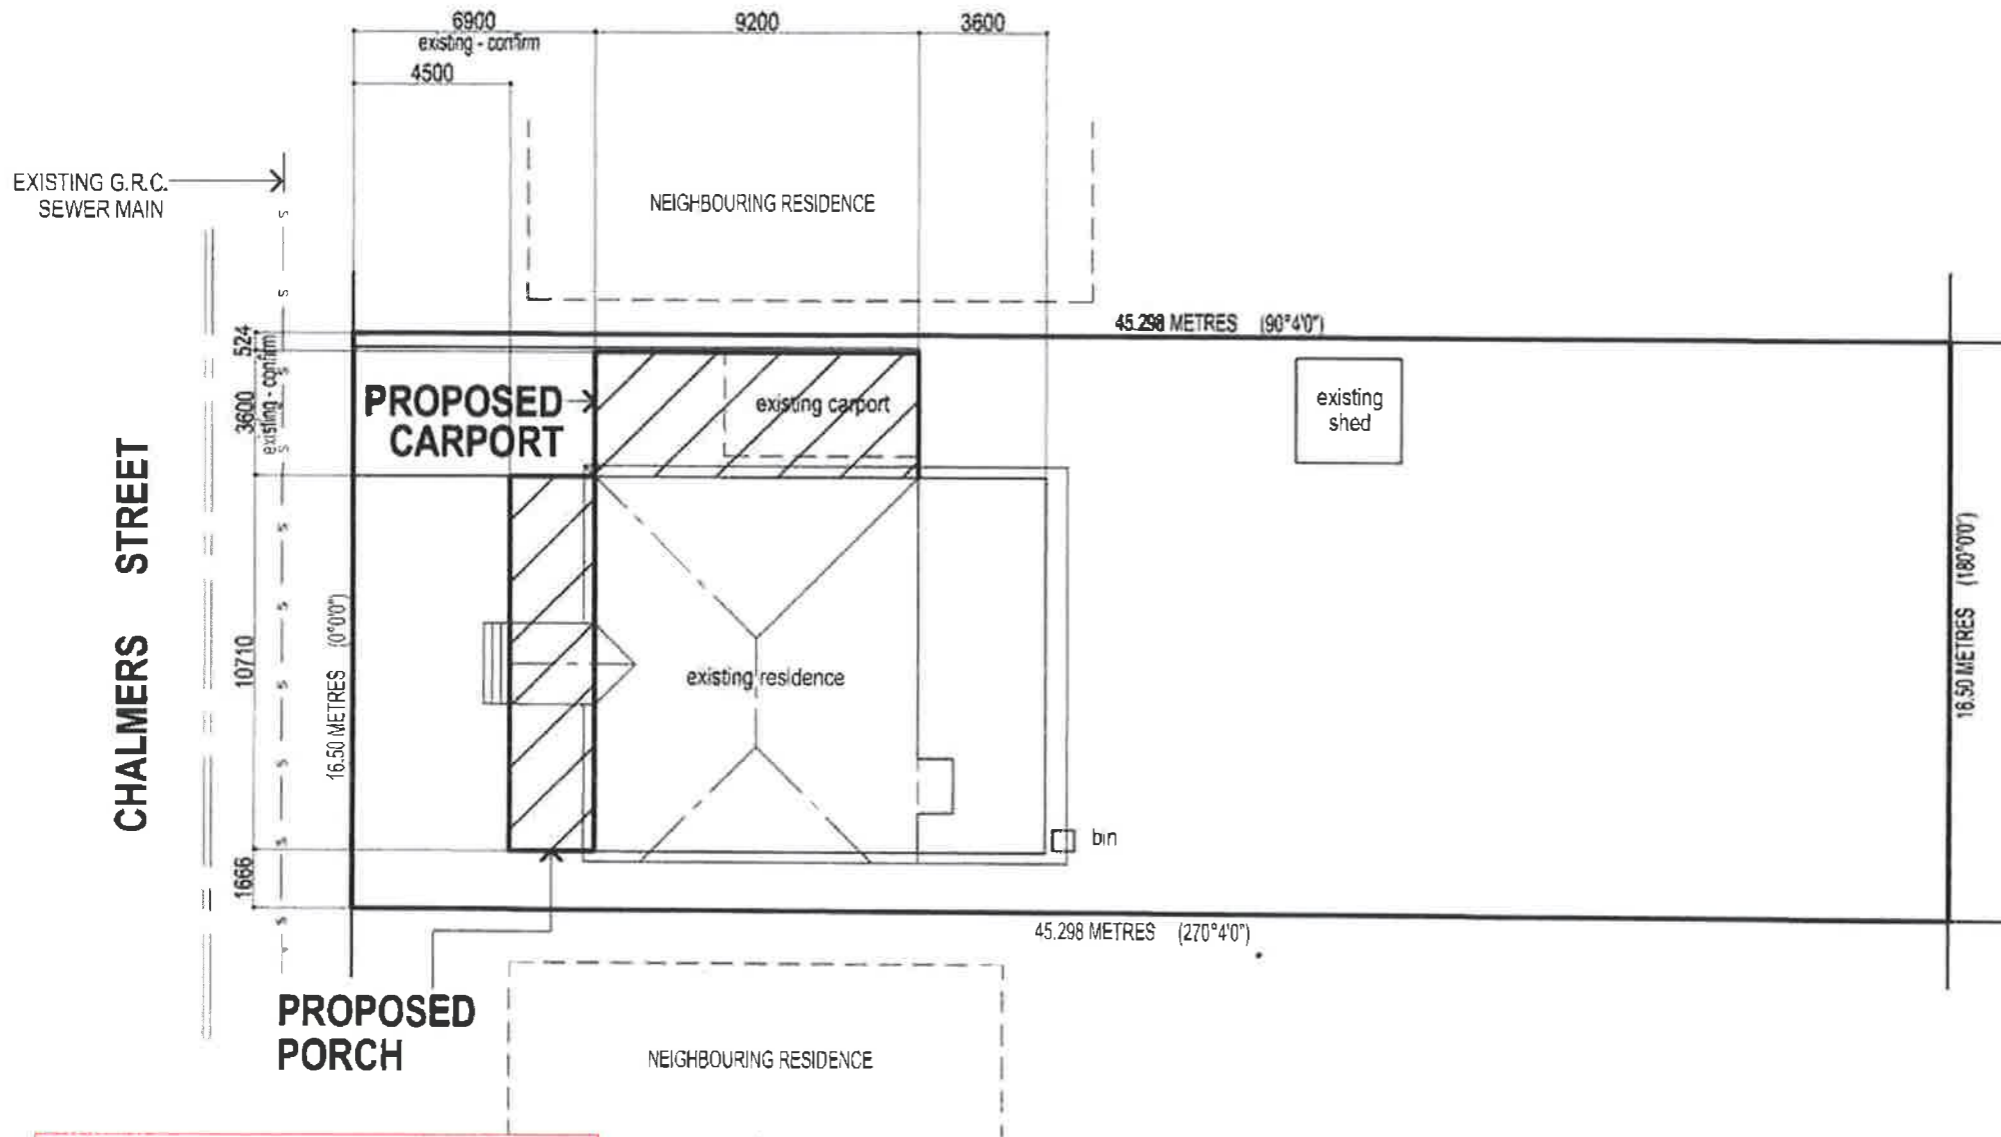 6900
9200
3600
existing - confirm
4500
EXISTING G.R.C.
SEWER MAIN
NEIGHBOURING RESIDENCE
45.298 METRES (90°4'0")
524
existing - confirm
3600
PROPOSED
CARPORT
existing carport
existing
shed
CHALMERS STREET
16.50 METRES (0°0'0")
10710
existing residence
16.50 METRES (180°0'0")
1666
bin
45.298 METRES (270°4'0")
PROPOSED
PORCH
NEIGHBOURING RESIDENCE
S
S
S
S
S
S
S
S
S
S